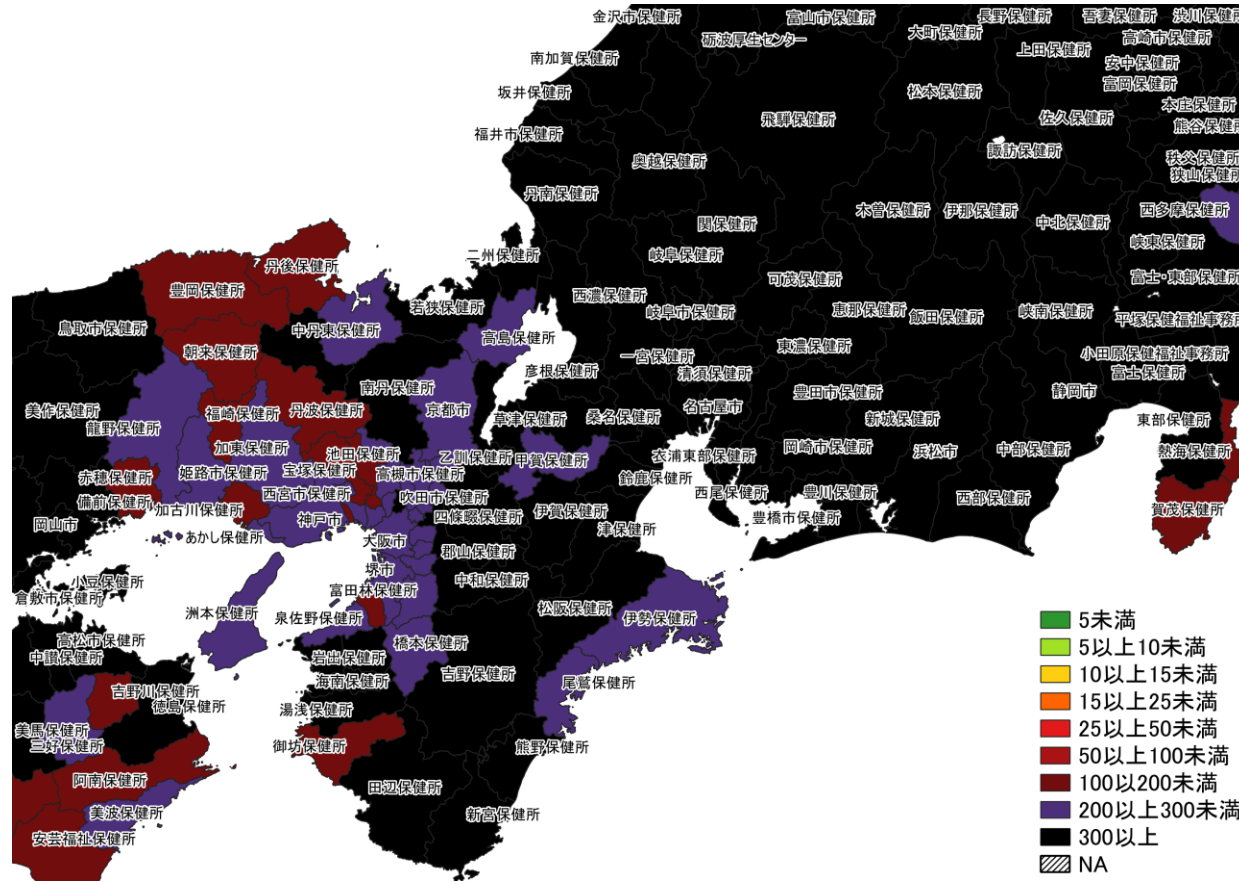 金沢市保健所
富山市保健所
長野保健所
吾妻保健所
渋川保健所
砺波厚生センター
大町保健所
高崎市保健所
南加賀保健所
上田保健所
安中保健所
富岡保健所
坂井保健所
松本保健所
本庄保健所
飛騨保健所
佐久保健所
熊谷保健所
福井市保健所
諏訪保健所
秩父保健所
奥越保健所
狭山保健所
丹南保健所
木曽保健所
伊那保健所
西多摩保健所
関保健所
中北保健所
峡東保健所
二州保健所
岐阜保健所
丹後保健所
可茂保健所
富士・東部保健所
豊岡保健所
西濃保健所
若狭保健所
恵那保健所
岐阜市保健所
飯田保健所
峡南保健所
平塚保健福祉事務所
鳥取市保健所
中丹東保健所
高島保健所
東濃保健所
朝来保健所
一宮保健所
小田原保健福祉事務所
彦根保健所
清須保健所
富士保健所
南丹保健所
豊田市保健所
静岡市
美作保健所
福崎保健所
丹波保健所
京都市
名古屋市
草津保健所
桑名保健所
新城保健所
東部保健所
龍野保健所
加東保健所
池田保健所
乙訓保健所
甲賀保健所
衣浦東部保健所
岡崎市保健所
浜松市
中部保健所
熱海保健所
赤穂保健所
姫路市保健所
宝塚保健所
高槻市保健所
鈴鹿保健所
備前保健所
西宮市保健所
吹田市保健所
西尾保健所
豊川保健所
西部保健所
加古川保健所
賀茂保健所
岡山市
神戸市
四條畷保健所
伊賀保健所
豊橋市保健所
津保健所
あかし保健所
大阪市
郡山保健所
堺市
小豆保健所
中和保健所
倉敷市保健所
富田林保健所
松阪保健所
洲本保健所
泉佐野保健所
伊勢保健所
高松市保健所
橋本保健所
中讃保健所
岩出保健所
吉野保健所
海南保健所
尾鷲保健所
吉野川保健所
徳島保健所
湯浅保健所
美馬保健所
三好保健所
御坊保健所
熊野保健所
阿南保健所
田辺保健所
美波保健所
新宮保健所
安芸福祉保健所
5未満
5以上10未満
10以上15未満
15以上25未満
25以上50未満
50以上100未満
100以200未満
200以上300未満
300以上
NA